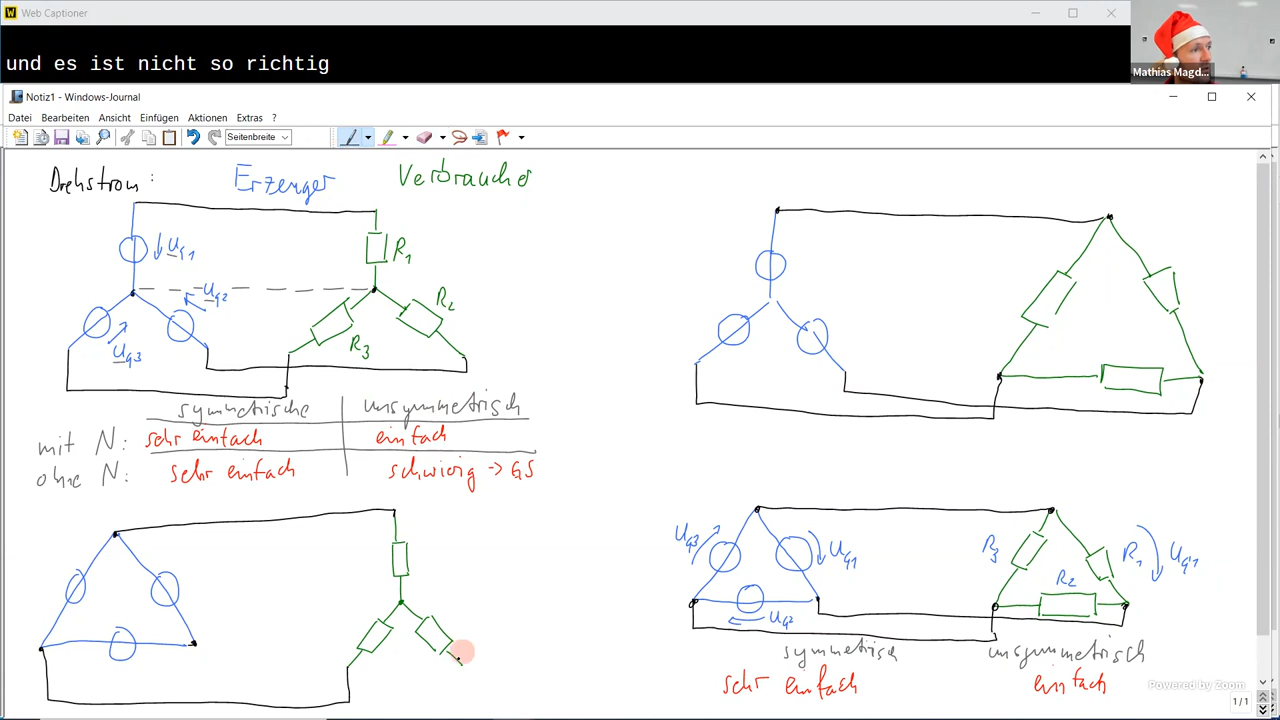 Web Captioner
und es ist nicht so richtig
Mathias Magd...
Notiz1 - Windows-Journal
Datei Bearbeiten Ansicht Einfügen Aktionen Extras ?
Seitenbreite
Drehstrom: Erzeuger Verbraucher
Uq1 R1
Uq2 R2
Uq3 R3
symmetrische unsymmetrisch
mit N: sehr einfach einfach
ohne N: sehr einfach schwierig -> GS
Uq3 Uq1 R3 R1 Uq1
Uq2 R2
symmetrisch unsymmetrisch
sehr einfach einfach
Powered by Zoom
1/1